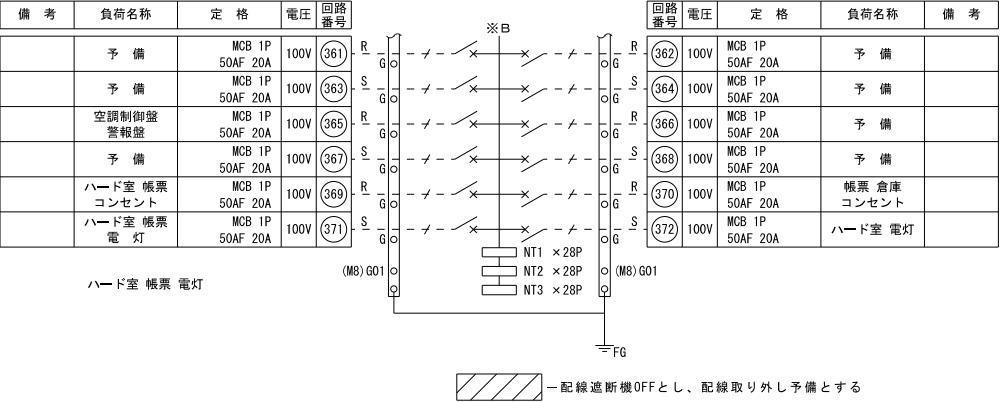 備 考 負荷名称 定 格 電圧 回路番号
※B
回路番号 電圧 定 格 負荷名称 備 考
予 備 MCB 1P 50AF 20A 100V 361 R G
R G 362 100V MCB 1P 50AF 20A 予 備
予 備 MCB 1P 50AF 20A 100V 363 S G
S G 364 100V MCB 1P 50AF 20A 予 備
空調制御盤 警報盤 MCB 1P 50AF 20A 100V 365 R G
R G 366 100V MCB 1P 50AF 20A 予 備
予 備 MCB 1P 50AF 20A 100V 367 S G
S G 368 100V MCB 1P 50AF 20A 予 備
ハード室 帳票 コンセント MCB 1P 50AF 20A 100V 369 R G
R G 370 100V MCB 1P 50AF 20A 帳票 倉庫 コンセント
ハード室 帳票 電 灯 MCB 1P 50AF 20A 100V 371 S G
S G 372 100V MCB 1P 50AF 20A ハード室 電灯
NT1 ×28P
(M8)G01 NT2 ×28P (M8)G01
ハード室 帳票 電灯
NT3 ×28P
FG
配線遮断機OFFとし、配線取り外し予備とする